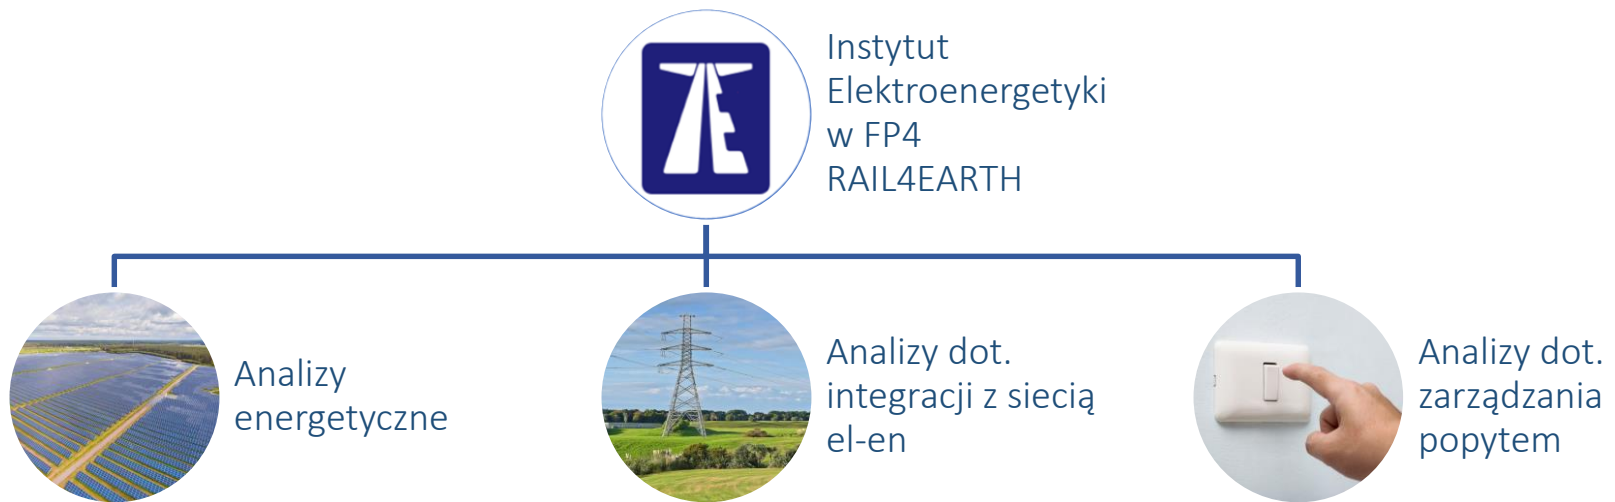 Instytut
Elektroenergetyki
w FP4
RAIL4EARTH
Analizy
energetyczne
Analizy dot.
integracji z siecią
el-en
Analizy dot.
zarządzania
popytem